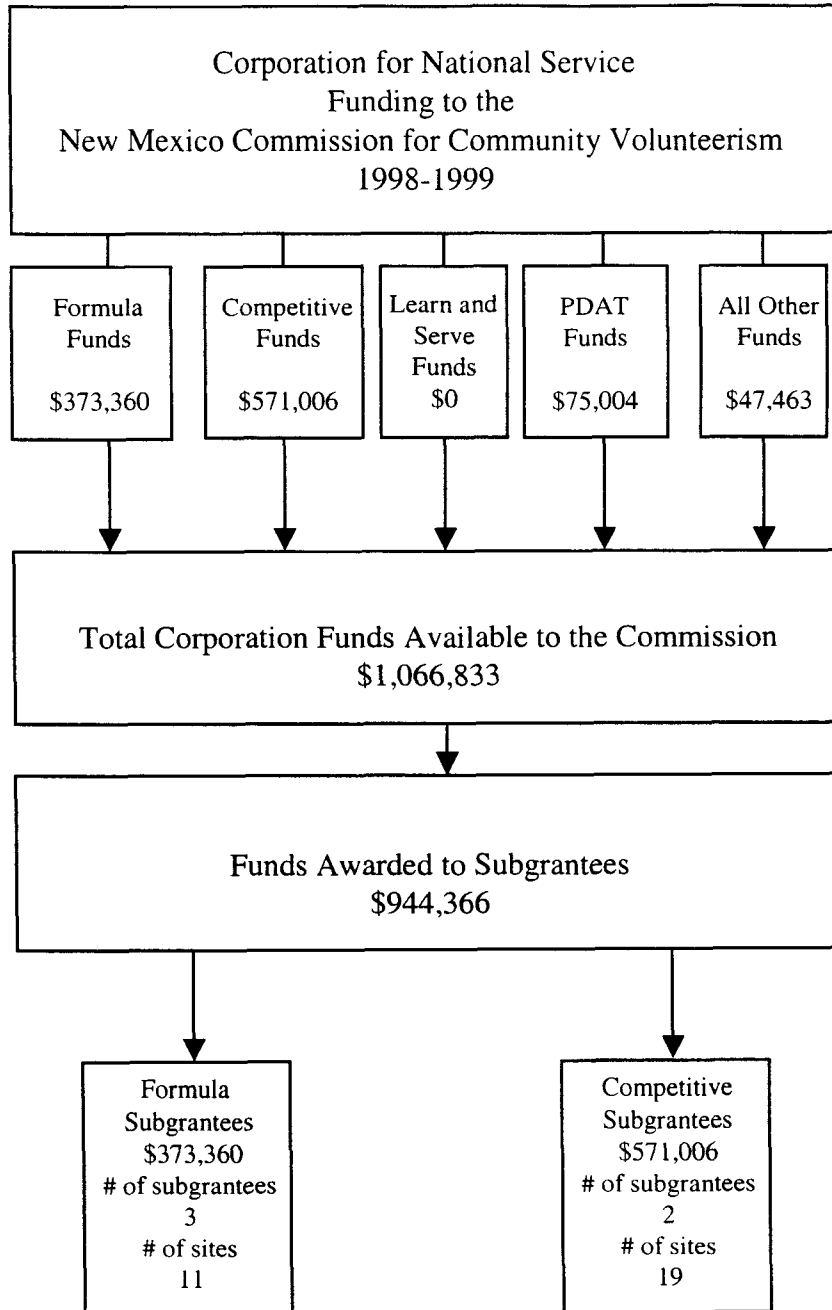 Corporation for National Service
Funding to the
New Mexico Commission for Community Volunteerism
1998-1999
Formula
Funds
$373,360
Competitive
Funds
$571,006
Learn and
Serve
Funds
$0
PDAT
Funds
$75,004
All Other
Funds
$47,463
Total Corporation Funds Available to the Commission
$1,066,833
Funds Awarded to Subgrantees
$944,366
Formula
Subgrantees
$373,360
# of subgrantees
3
# of sites
11
Competitive
Subgrantees
$571,006
# of subgrantees
2
# of sites
19